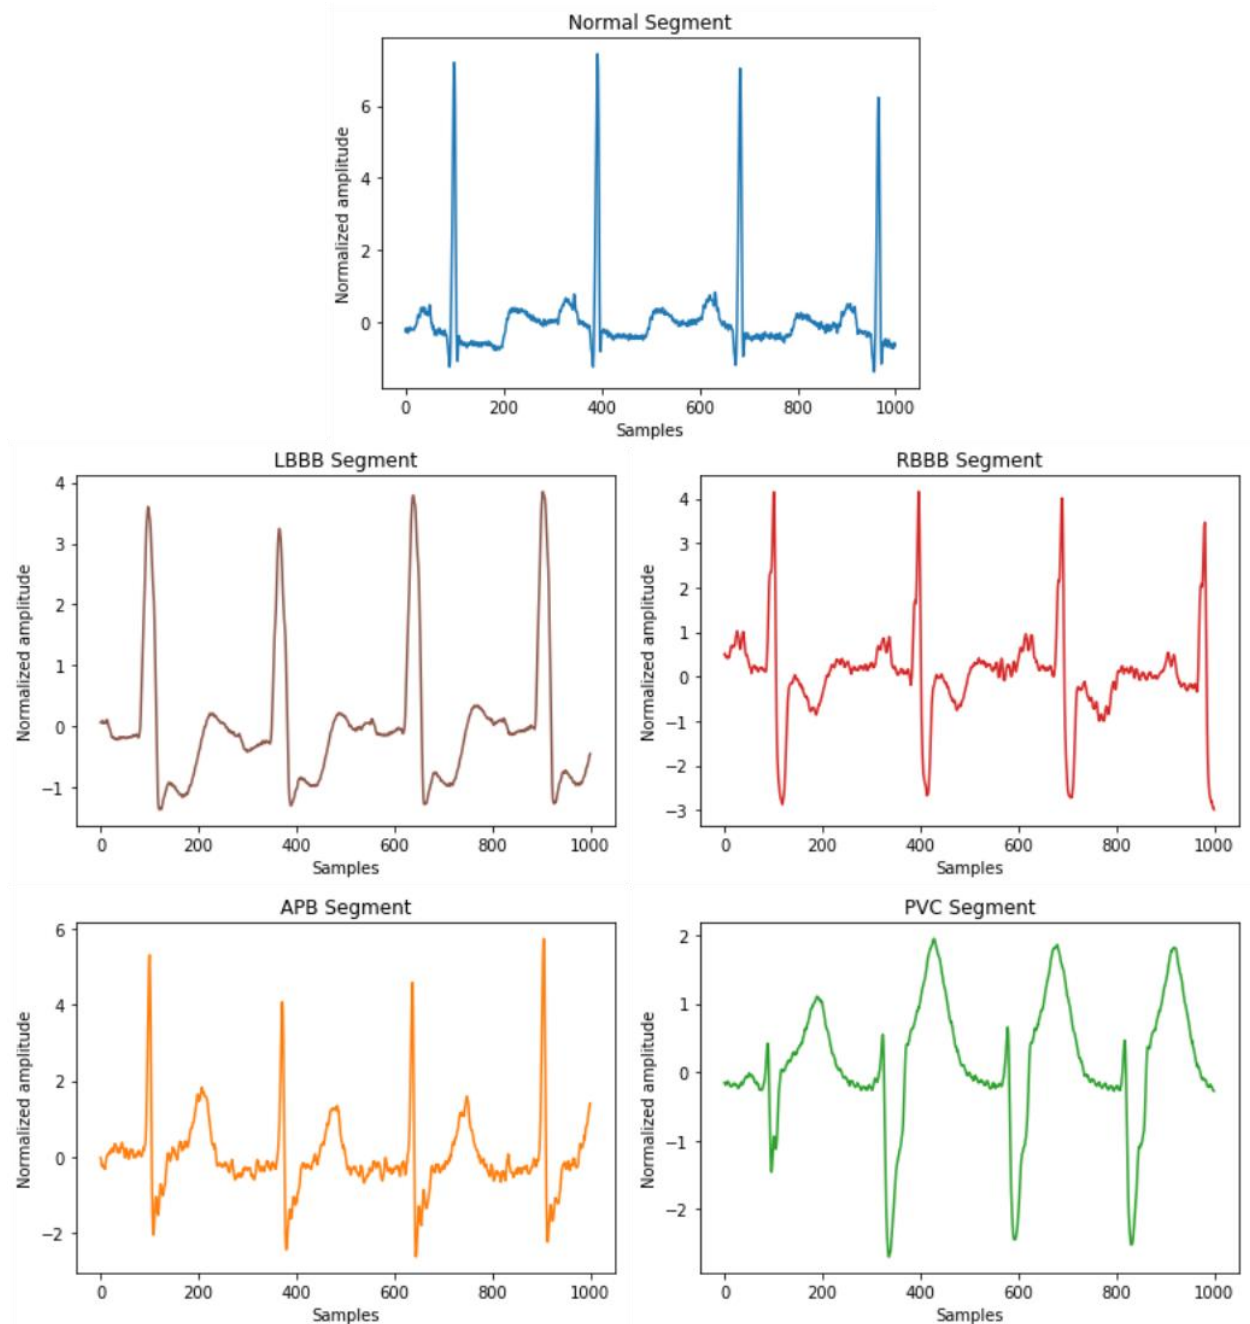 Normal Segment
Normalized amplitude
6
4
2
0
0 200 400 600 800 1000
Samples
LBBB Segment
Normalized amplitude
4
3
2
1
0
−1
0 200 400 600 800 1000
Samples
RBBB Segment
Normalized amplitude
4
3
2
1
0
−1
−2
−3
0 200 400 600 800 1000
Samples
APB Segment
Normalized amplitude
6
4
2
0
−2
0 200 400 600 800 1000
Samples
PVC Segment
Normalized amplitude
2
1
0
−1
−2
0 200 400 600 800 1000
Samples